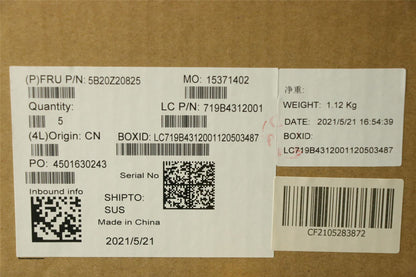 (P)FRU P/N: 5B20Z20825 MO: 15371402
Quantity: LC P/N: 719B4312001
5
(4L)Origin: CN BOXID: LC719B4312001120503487
PO: 4501630243
Serial No
Inbound info
SHIPTO:
SUS
Made in China
2021/5/21
净重:
WEIGHT: 1.12 Kg
DATE: 2021/5/21 16:54:39
BOXID:
LC719B4312001120503487
CF2105283872